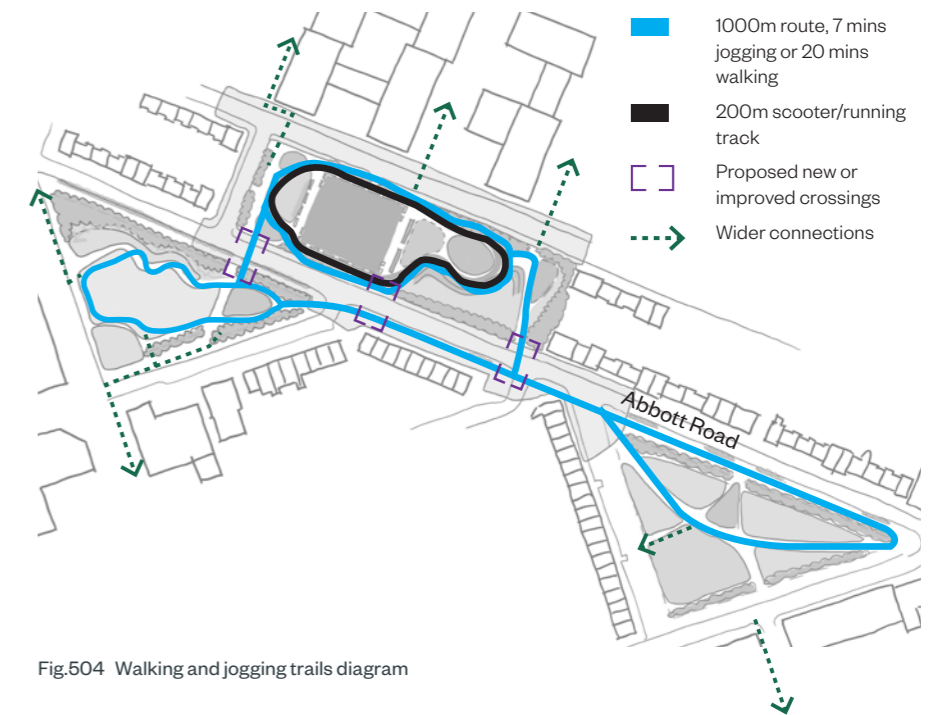 1000m route, 7 mins
jogging or 20 mins
walking
200m scooter/running
track
Proposed new or
improved crossings
Wider connections
Abbott Road
Fig.504 Walking and jogging trails diagram